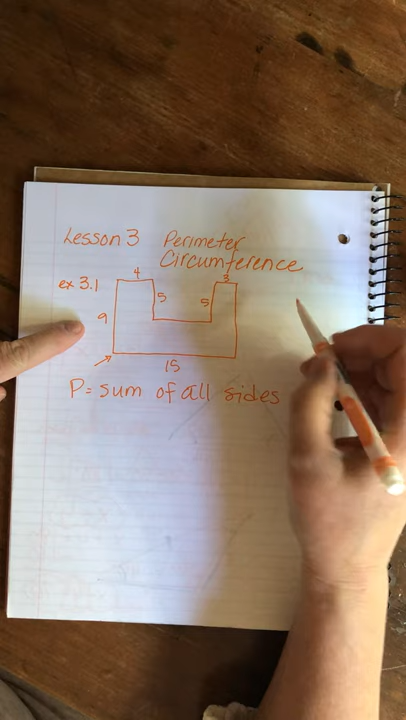 Lesson 3 Perimeter
Circumference
ex 3.1
4
3
5
5
9
15
P = sum of all sides